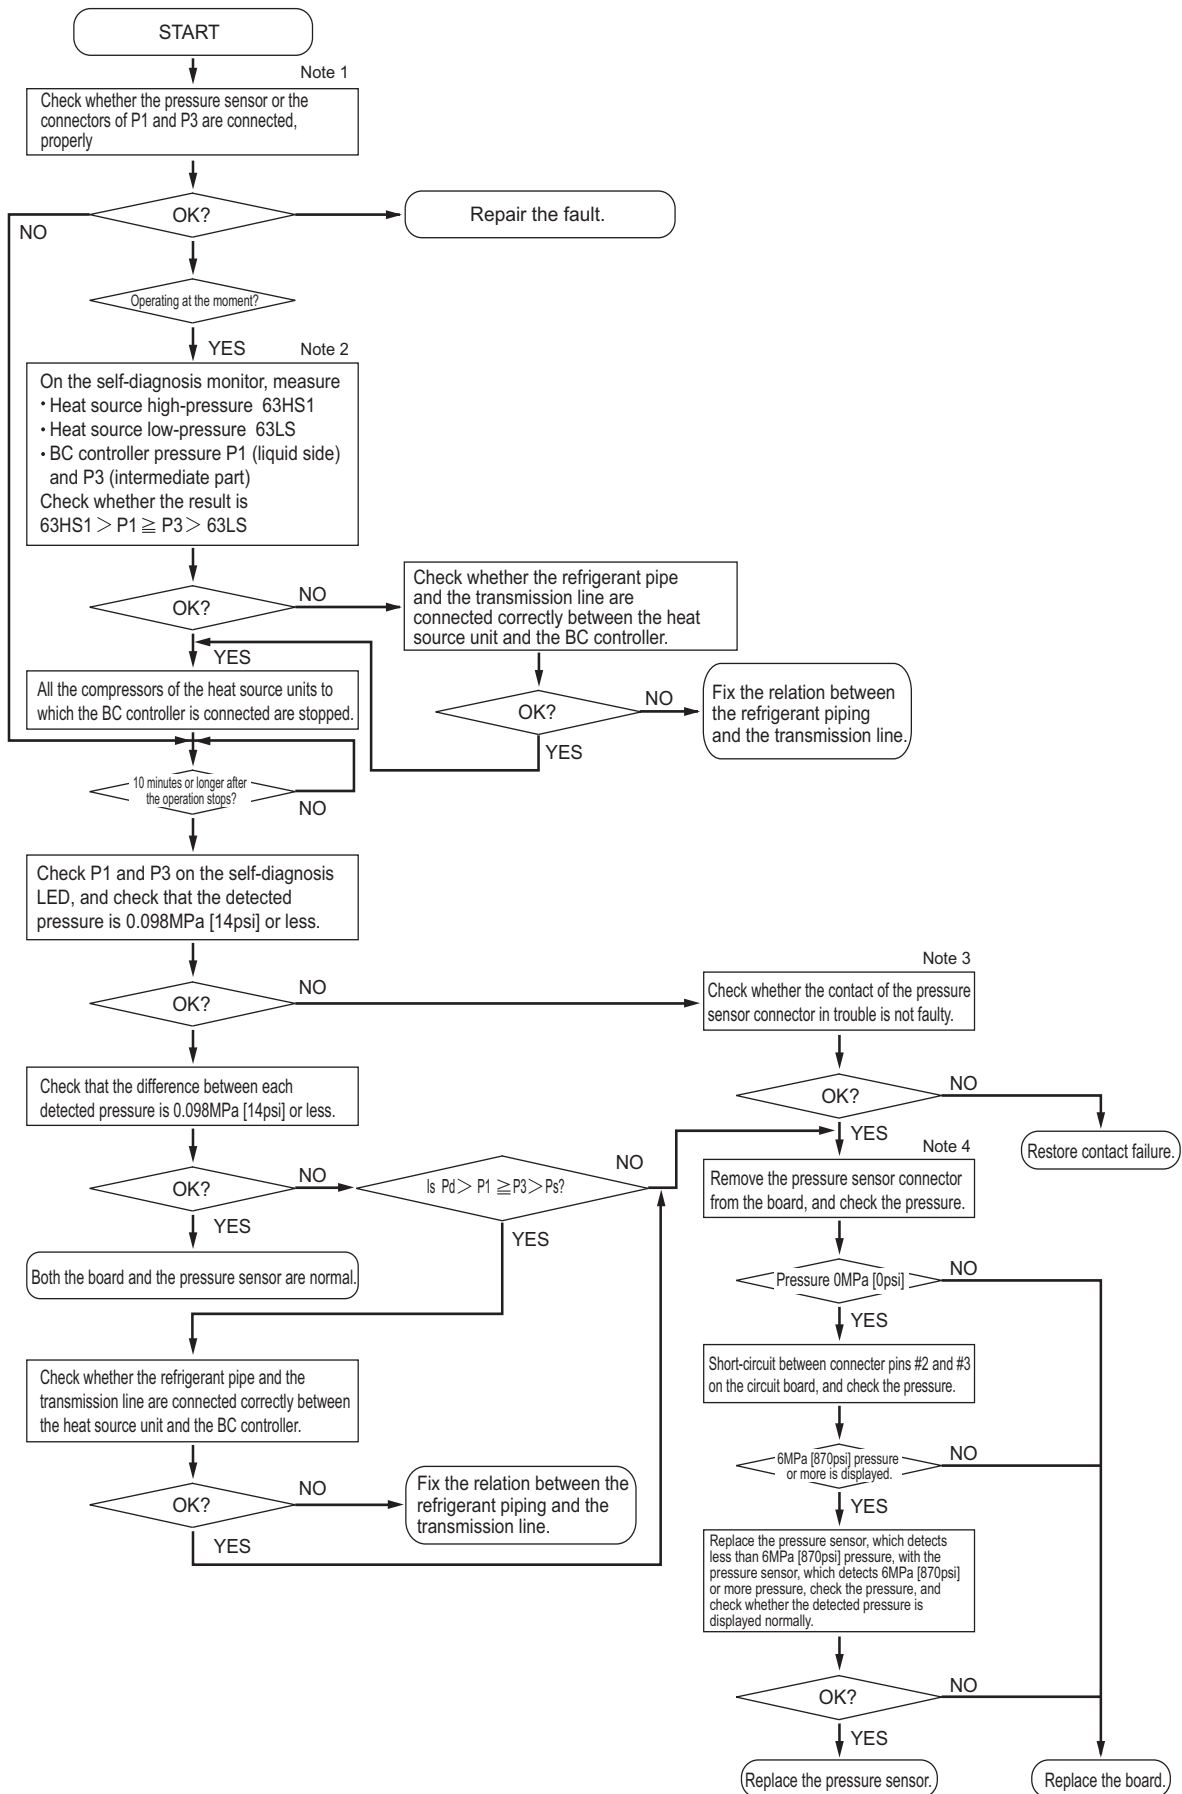 START
Note 1
Check whether the pressure sensor or the
connectors of P1 and P3 are connected,
properly
OK?
NO
Repair the fault.
Operating at the moment?
YES
Note 2
On the self-diagnosis monitor, measure
• Heat source high-pressure 63HS1
• Heat source low-pressure 63LS
• BC controller pressure P1 (liquid side)
and P3 (intermediate part)
Check whether the result is
63HS1＞P1≧P3＞63LS
OK?
NO
YES
Check whether the refrigerant pipe
and the transmission line are
connected correctly between the heat
source unit and the BC controller.
OK?
NO
YES
Fix the relation between
the refrigerant piping
and the transmission line.
All the compressors of the heat source units to
which the BC controller is connected are stopped.
10 minutes or longer after
the operation stops?
NO
Check P1 and P3 on the self-diagnosis
LED, and check that the detected
pressure is 0.098MPa [14psi] or less.
OK?
NO
Note 3
Check whether the contact of the pressure
sensor connector in trouble is not faulty.
OK?
NO
YES
Restore contact failure.
Check that the difference between each
detected pressure is 0.098MPa [14psi] or less.
OK?
NO
YES
Is Pd＞P1≧P3＞Ps?
NO
YES
Both the board and the pressure sensor are normal.
Note 4
Remove the pressure sensor connector
from the board, and check the pressure.
Pressure 0MPa [0psi]
NO
YES
Check whether the refrigerant pipe and the
transmission line are connected correctly between
the heat source unit and the BC controller.
OK?
NO
YES
Fix the relation between the
refrigerant piping and the
transmission line.
Short-circuit between connecter pins #2 and #3
on the circuit board, and check the pressure.
6MPa [870psi] pressure
or more is displayed.
NO
YES
Replace the pressure sensor, which detects
less than 6MPa [870psi] pressure, with the
pressure sensor, which detects 6MPa [870psi]
or more pressure, check the pressure, and
check whether the detected pressure is
displayed normally.
OK?
NO
YES
Replace the pressure sensor.
Replace the board.